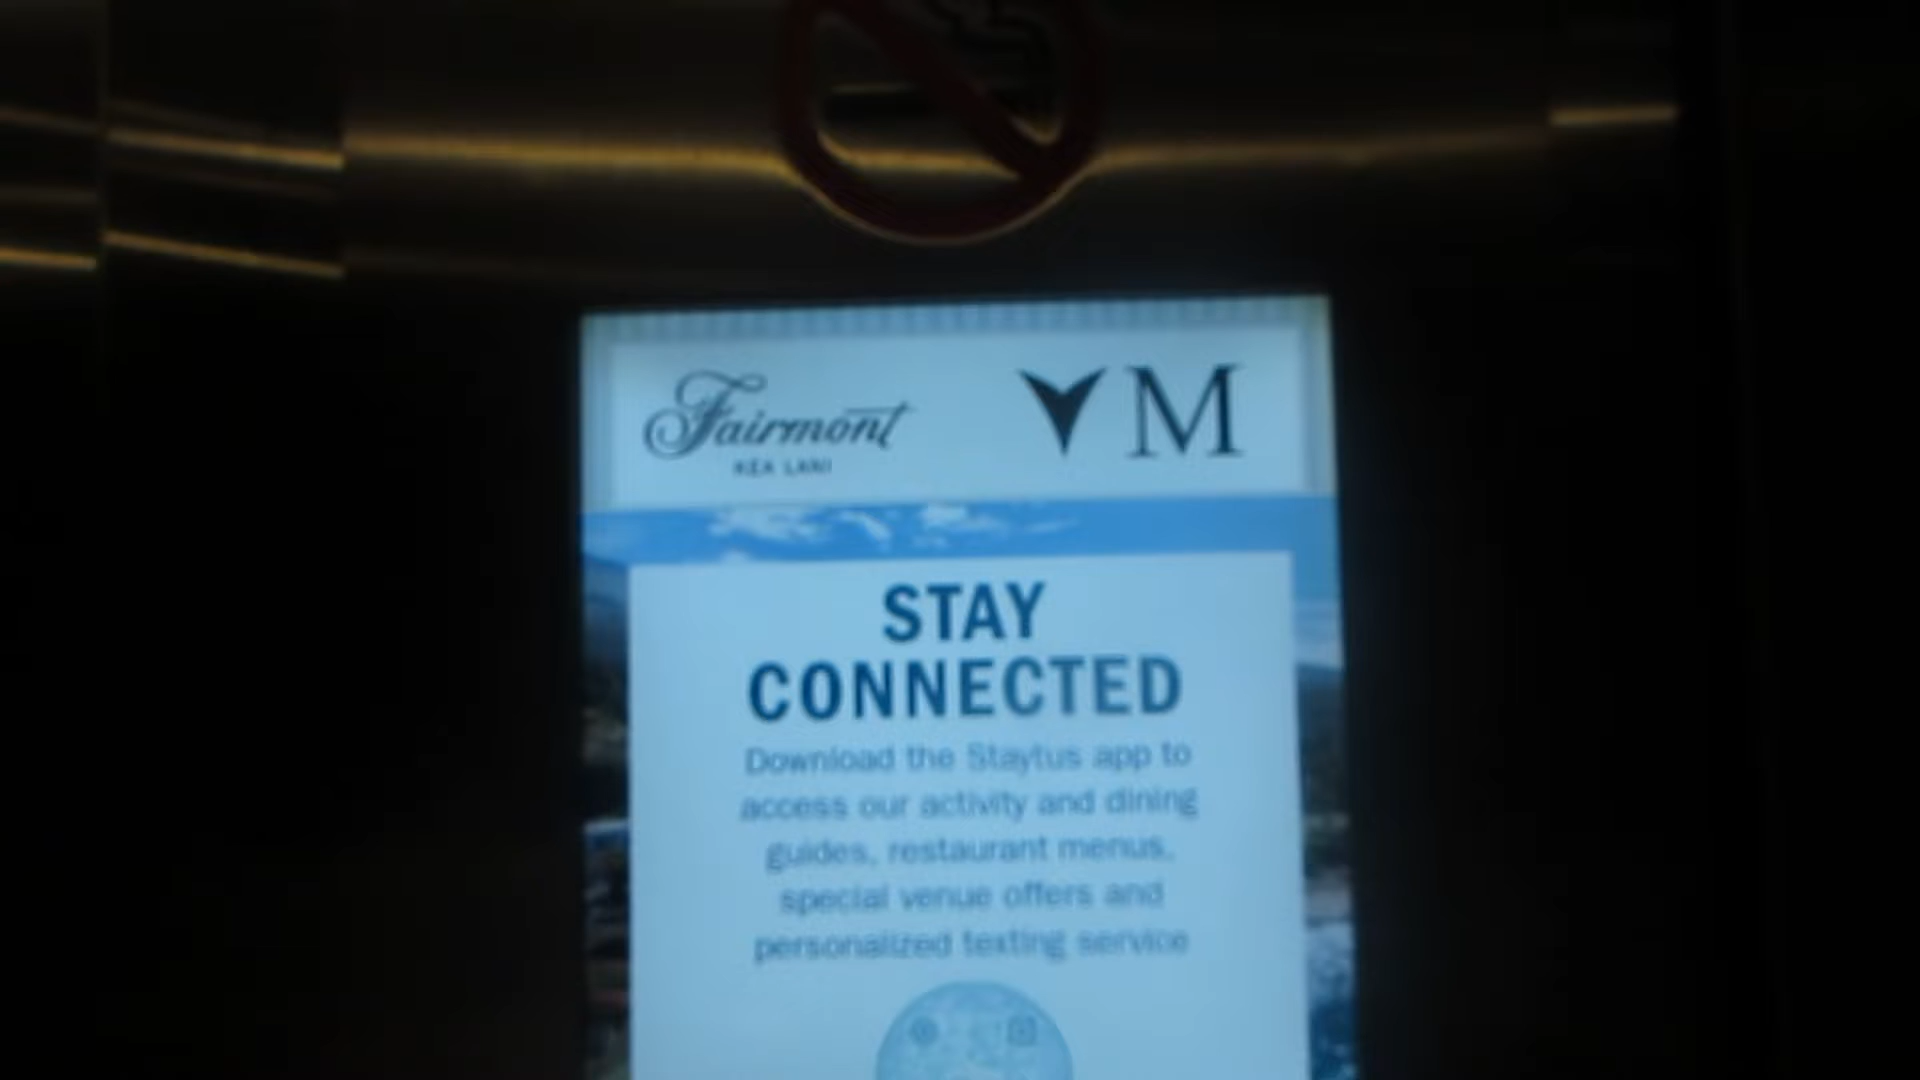 Fairmont
KEA LANI
M
STAY
CONNECTED
Download the Staytus app to
access our activity and dining
guides, restaurant menus,
special venue offers and
personalized texting service